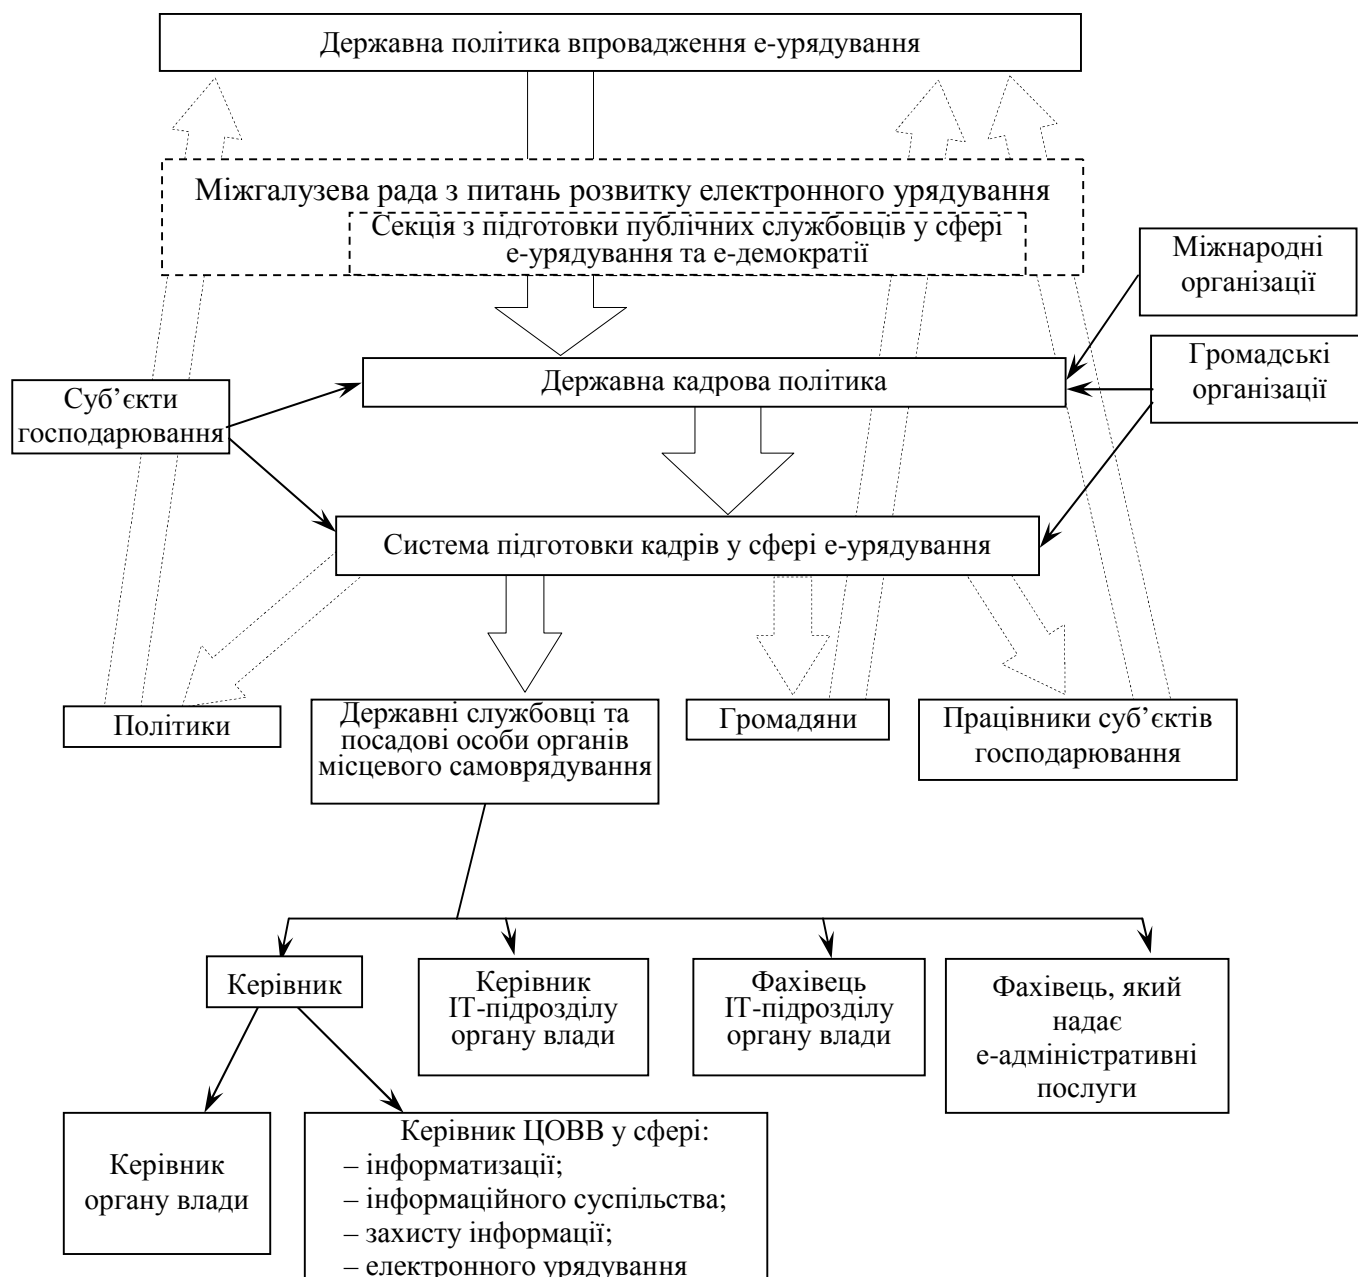 Державна політика впровадження е-урядування
Міжгалузева рада з питань розвитку електронного урядування
Секція з підготовки публічних службовців у сфері
е-урядування та е-демократії
Міжнародні
організації
Державна кадрова політика
Громадські
організації
Суб’єкти
господарювання
Система підготовки кадрів у сфері е-урядування
Політики
Державні службовці та
посадові особи органів
місцевого самоврядування
Громадяни
Працівники суб’єктів
господарювання
Керівник
Керівник
ІТ-підрозділу
органу влади
Фахівець
ІТ-підрозділу
органу влади
Фахівець, який
надає
е-адміністративні
послуги
Керівник
органу влади
Керівник ЦОВВ у сфері:
– інформатизації;
– інформаційного суспільства;
– захисту інформації;
– електронного урядування